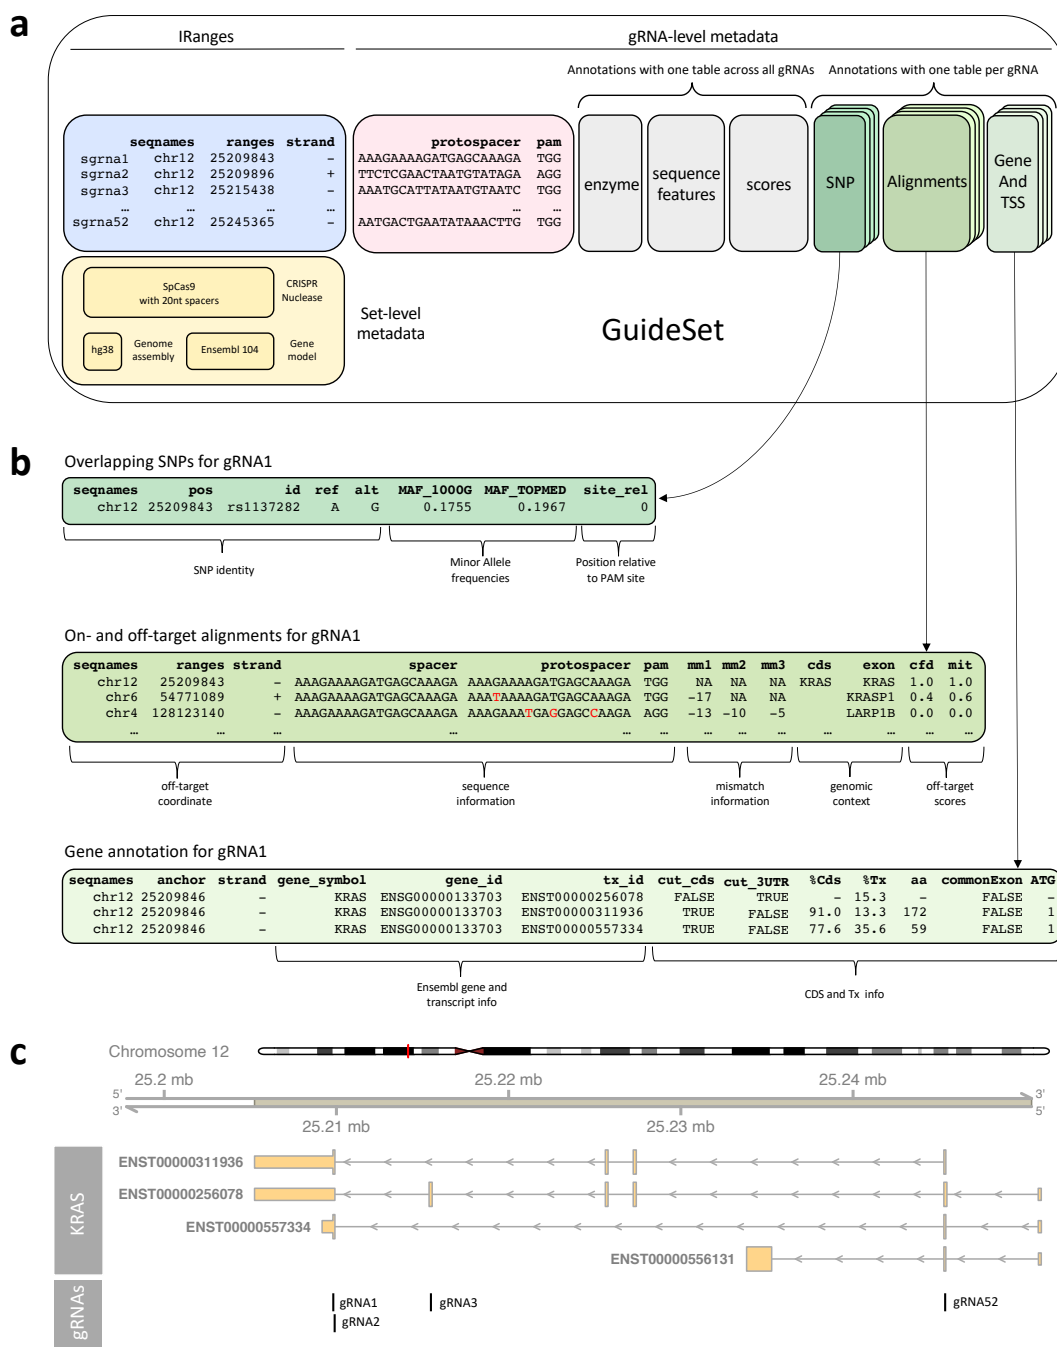 a
IRanges
gRNA-level metadata
Annotations with one table across all gRNAs
Annotations with one table per gRNA
seqnames ranges strand
sgrna1 chr12 25209843 -
sgrna2 chr12 25209896 +
sgrna3 chr12 25215438 -
… … … …
sgrna52 chr12 25245365 -
protospacer pam
AAAGAAAAGATGAGCAAAGA TGG
TTCTCGAACTAATGTATAGA AGG
AAATGCATTATAATGTAATC TGG
… …
AATGACTGAATATAAACTTG TGG
enzyme
sequence
features
scores
SNP
Alignments
Gene
And
TSS
SpCas9
with 20nt spacers
CRISPR
Nuclease
hg38
Genome
assembly
Ensembl 104
Gene
model
Set-level
metadata
GuideSet
b
Overlapping SNPs for gRNA1
seqnames pos id ref alt MAF_1000G MAF_TOPMED site_rel
chr12 25209843 rs1137282 A G 0.1755 0.1967 0
SNP identity
Minor Allele
frequencies
Position relative
to PAM site
On- and off-target alignments for gRNA1
seqnames ranges strand spacer protospacer pam mm1 mm2 mm3 cds exon cfd mit
chr12 25209843 - AAAGAAAAGATGAGCAAAGA AAAGAAAAGATGAGCAAAGA TGG NA NA NA KRAS KRAS 1.0 1.0
chr6 54771089 + AAAGAAAAGATGAGCAAAGA AAATAAAAGATGAGCAAAGA TGG -17 NA NA KRASP1 0.4 0.6
chr4 128123140 - AAAGAAAAGATGAGCAAAGA AAAGAAATGAGGAGCCAAGA AGG -13 -10 -5 LARP1B 0.0 0.0
… … … … … … … … … … … … …
off-target
coordinate
sequence
information
mismatch
information
genomic
context
off-target
scores
Gene annotation for gRNA1
seqnames anchor strand gene_symbol gene_id tx_id cut_cds cut_3UTR %Cds %Tx aa commonExon ATG
chr12 25209846 - KRAS ENSG00000133703 ENST00000256078 FALSE TRUE - 15.3 - FALSE -
chr12 25209846 - KRAS ENSG00000133703 ENST00000311936 TRUE FALSE 91.0 13.3 172 FALSE 1
chr12 25209846 - KRAS ENSG00000133703 ENST00000557334 TRUE FALSE 77.6 35.6 59 FALSE 1
Ensembl gene and
transcript info
CDS and Tx info
c
Chromosome 12
25.2 mb
25.22 mb
25.24 mb
5'
3'
3'
5'
25.21 mb
25.23 mb
KRAS
ENST00000311936
ENST00000256078
ENST00000557334
ENST00000556131
gRNAs
gRNA1
gRNA3
gRNA52
gRNA2